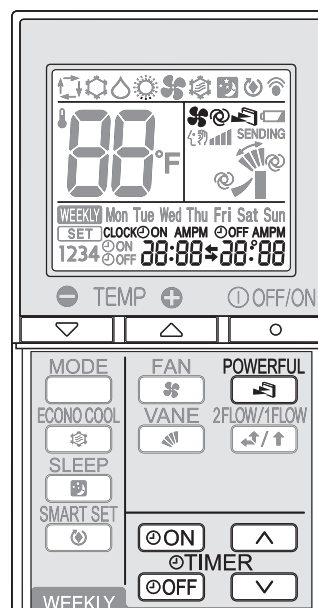 88°F
SENDING
WEEKLY Mon Tue Wed Thu Fri Sat Sun
SET CLOCK ON AMPM OFF AMPM
1234 ON OFF 88:88 38:88
TEMP OFF/ON
MODE FAN POWERFUL
ECONO COOL VANE 2FLOW/1FLOW
SLEEP
SMART SET
ON
TIMER
OFF
WEEKLY